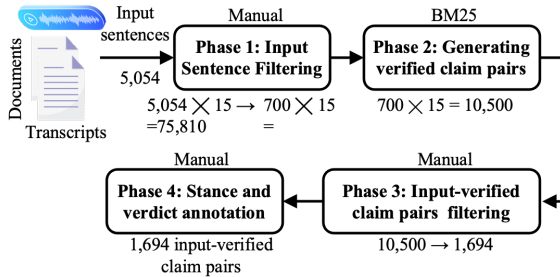 Documents
Transcripts
Input
sentences
5,054
Manual
Phase 1: Input
Sentence Filtering
5,054 × 15 → 700 × 15
=75,810 =
BM25
Phase 2: Generating
verified claim pairs
700 × 15 = 10,500
Manual
Phase 3: Input-verified
claim pairs filtering
10,500 → 1,694
Manual
Phase 4: Stance and
verdict annotation
1,694 input-verified
claim pairs